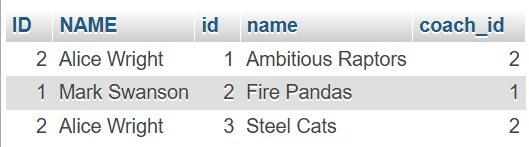 ID NAME id name coach_id
2 Alice Wright 1 Ambitious Raptors 2
1 Mark Swanson 2 Fire Pandas 1
2 Alice Wright 3 Steel Cats 2